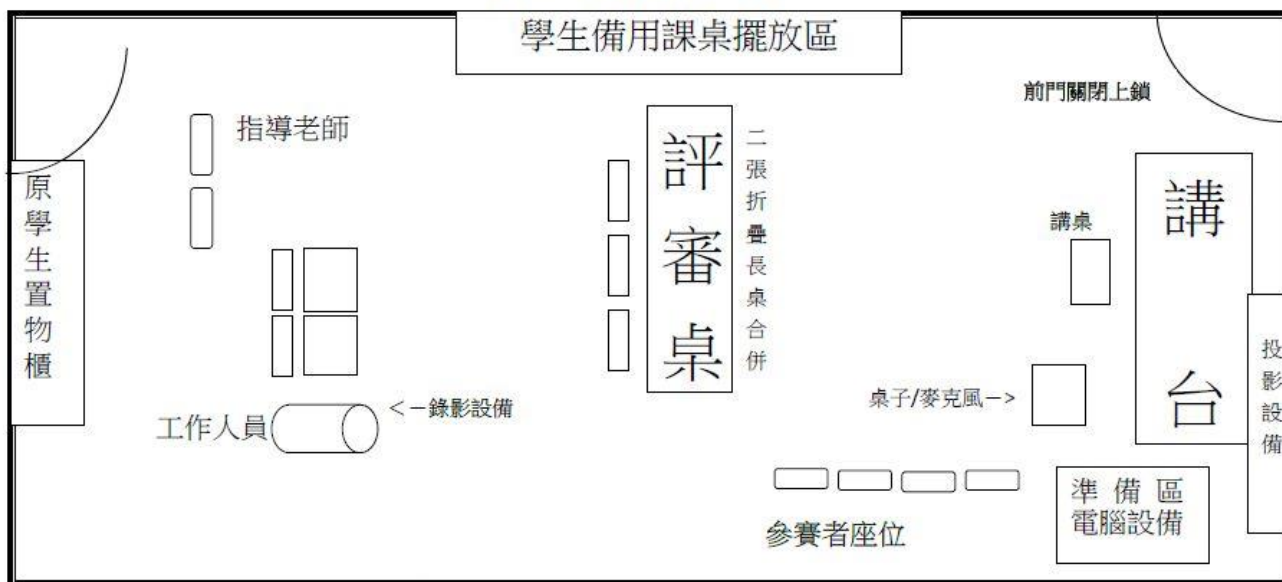 學生備用課桌擺放區
前門關閉上鎖
指導老師
原學生置物櫃
評審桌
二張折疊長桌合併
講桌
講台
投影設備
桌子/麥克風－>
<－錄影設備
工作人員
參賽者座位
準備區
電腦設備